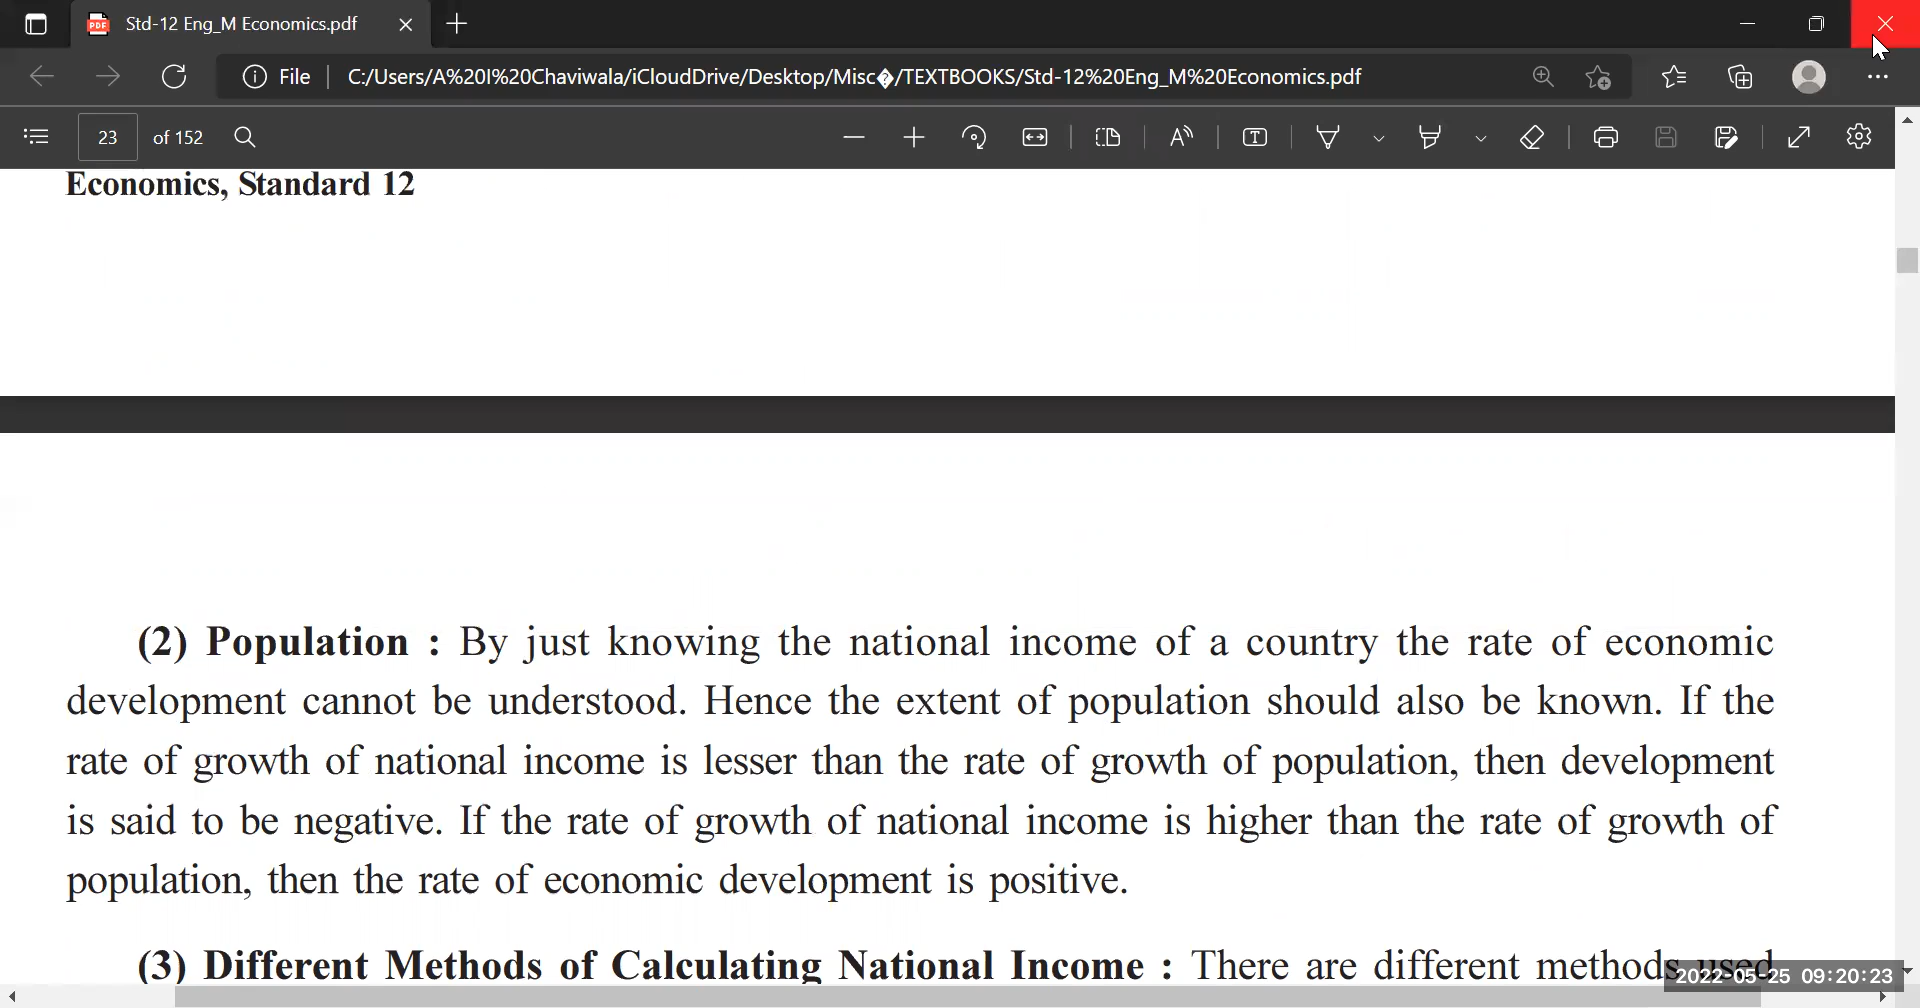 Std-12 Eng_M Economics.pdf
File C:/Users/A%20I%20Chaviwala/iCloudDrive/Desktop/Misc�/TEXTBOOKS/Std-12%20Eng_M%20Economics.pdf
23 of 152
Economics, Standard 12
(2) Population : By just knowing the national income of a country the rate of economic
development cannot be understood. Hence the extent of population should also be known. If the
rate of growth of national income is lesser than the rate of growth of population, then development
is said to be negative. If the rate of growth of national income is higher than the rate of growth of
population, then the rate of economic development is positive.
(3) Different Methods of Calculating National Income : There are different methods used
2022-05-25 09:20:23